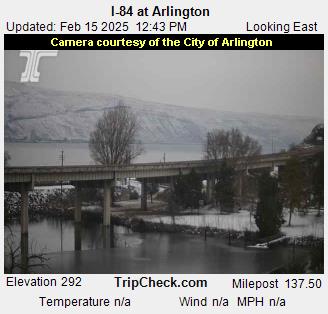 I-84 at Arlington
Updated: Feb 15 2025 12:43 PM Looking East
Camera courtesy of the City of Arlington
Elevation 292 TripCheck.com Milepost 137.50
Temperature n/a Wind n/a MPH n/a